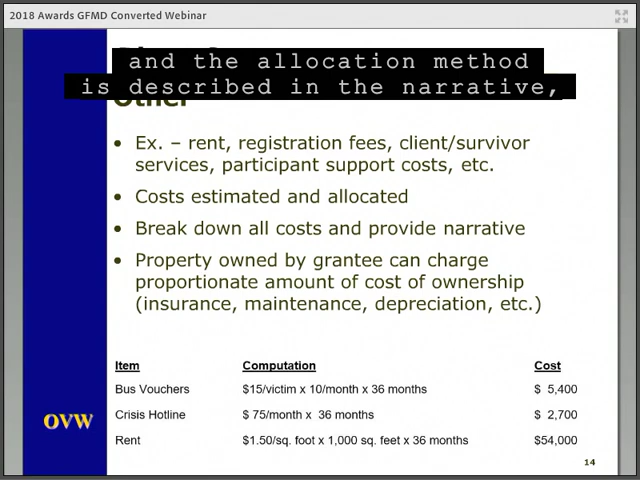 2018 Awards GFMD Converted Webinar
and the allocation method
is described in the narrative,
Other
• Ex. – rent, registration fees, client/survivor
services, participant support costs, etc.
• Costs estimated and allocated
• Break down all costs and provide narrative
• Property owned by grantee can charge
proportionate amount of cost of ownership
(insurance, maintenance, depreciation, etc.)
Item Computation Cost
Bus Vouchers $15/victim x 10/month x 36 months $ 5,400
Crisis Hotline $ 75/month x 36 months $ 2,700
Rent $1.50/sq. foot x 1,000 sq. feet x 36 months $54,000
OVW
14